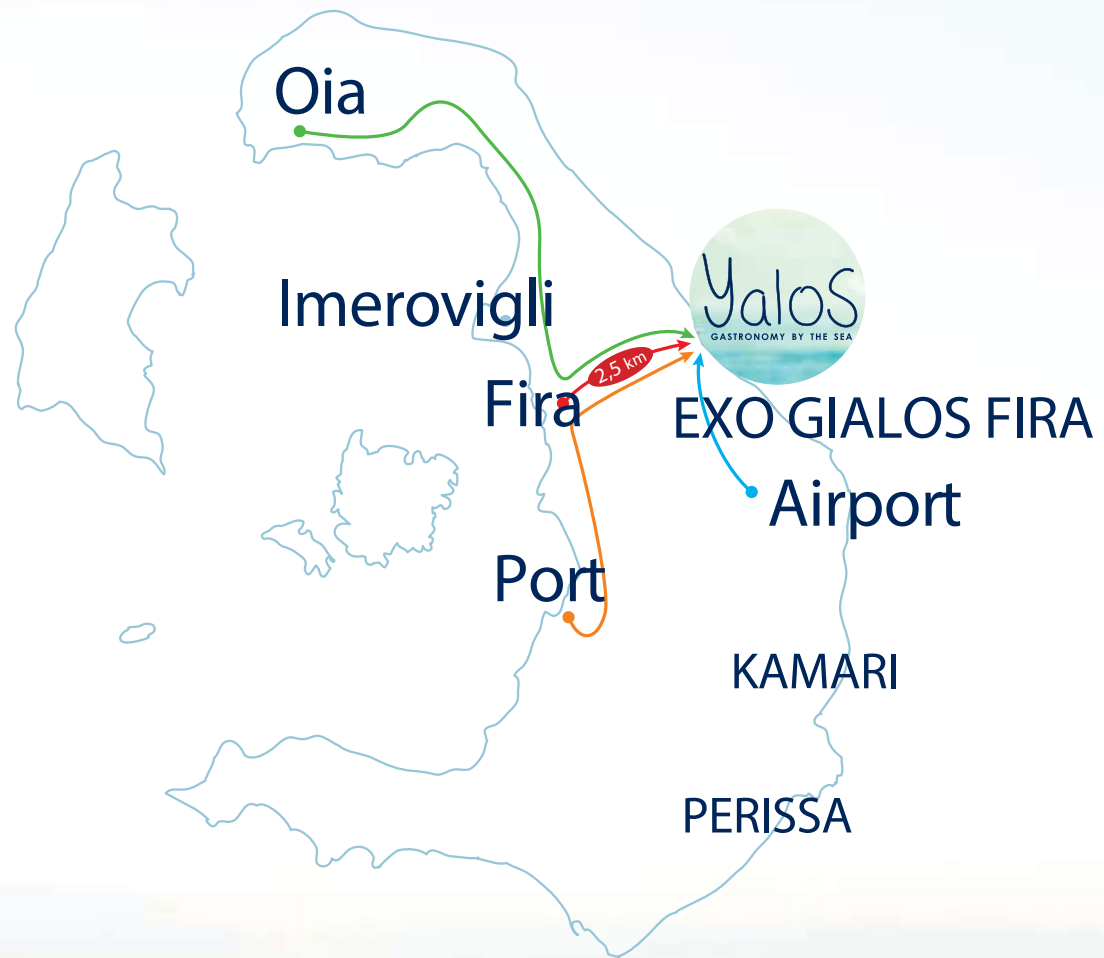 Oia
Yalos
GASTRONOMY BY THE SEA
Imerovigli
2,5 km
Fira
EXO GIALOS FIRA
Airport
Port
KAMARI
PERISSA